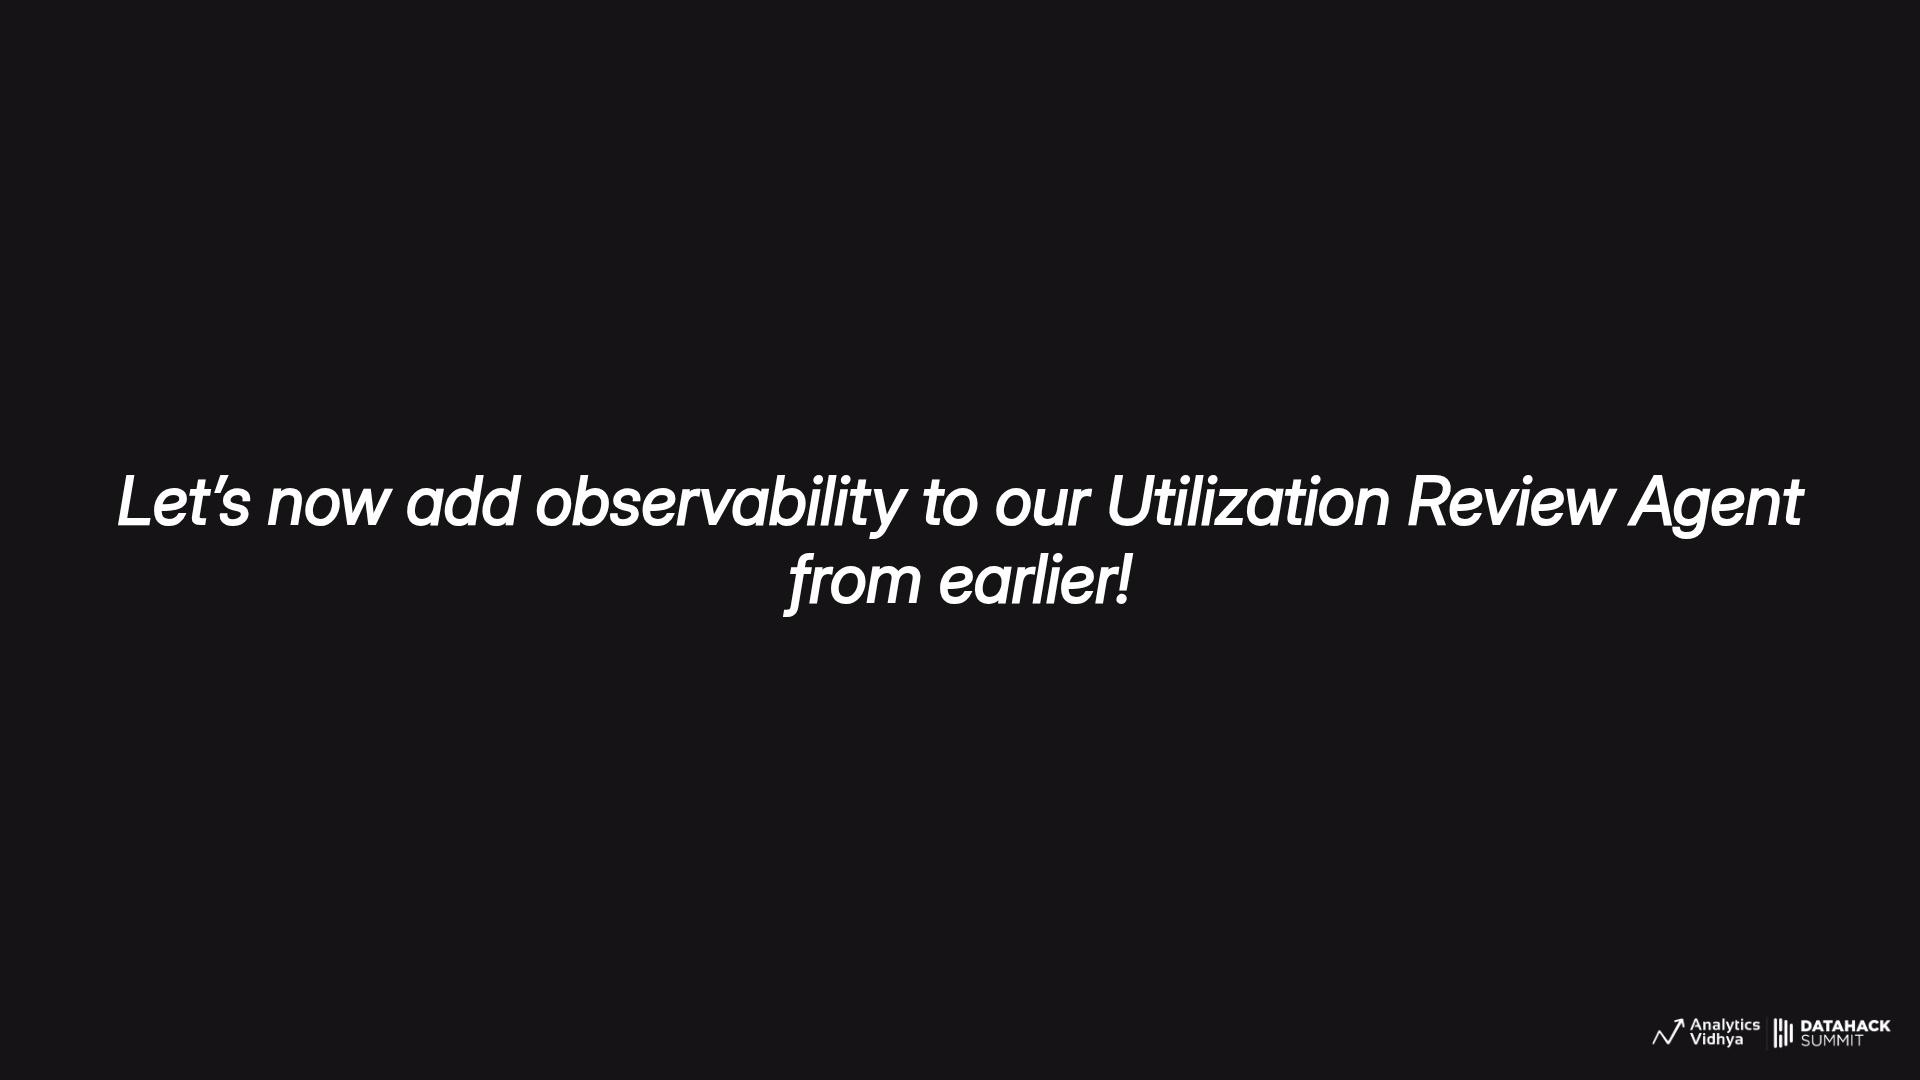 Let’s now add observability to our Utilization Review Agent
from earlier!
Analytics
Vidhya
DATAHACK
SUMMIT